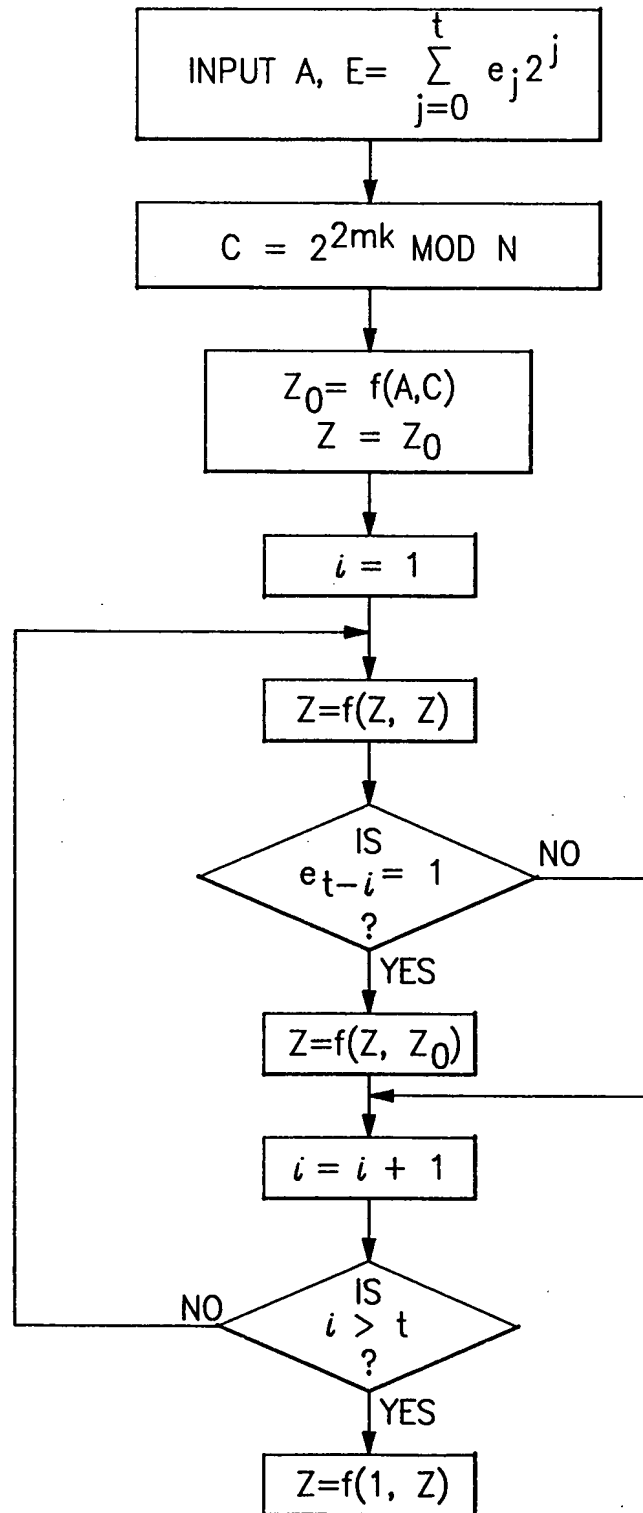 INPUT A, E= t∑j=0 e_j 2^j
C = 2^2mk MOD N
Z_0= f(A,C)
Z = Z_0
i = 1
Z=f(Z, Z)
IS
e_t-i = 1
?
NO
YES
Z=f(Z, Z_0)
i = i + 1
IS
i > t
?
NO
YES
Z=f(1, Z)